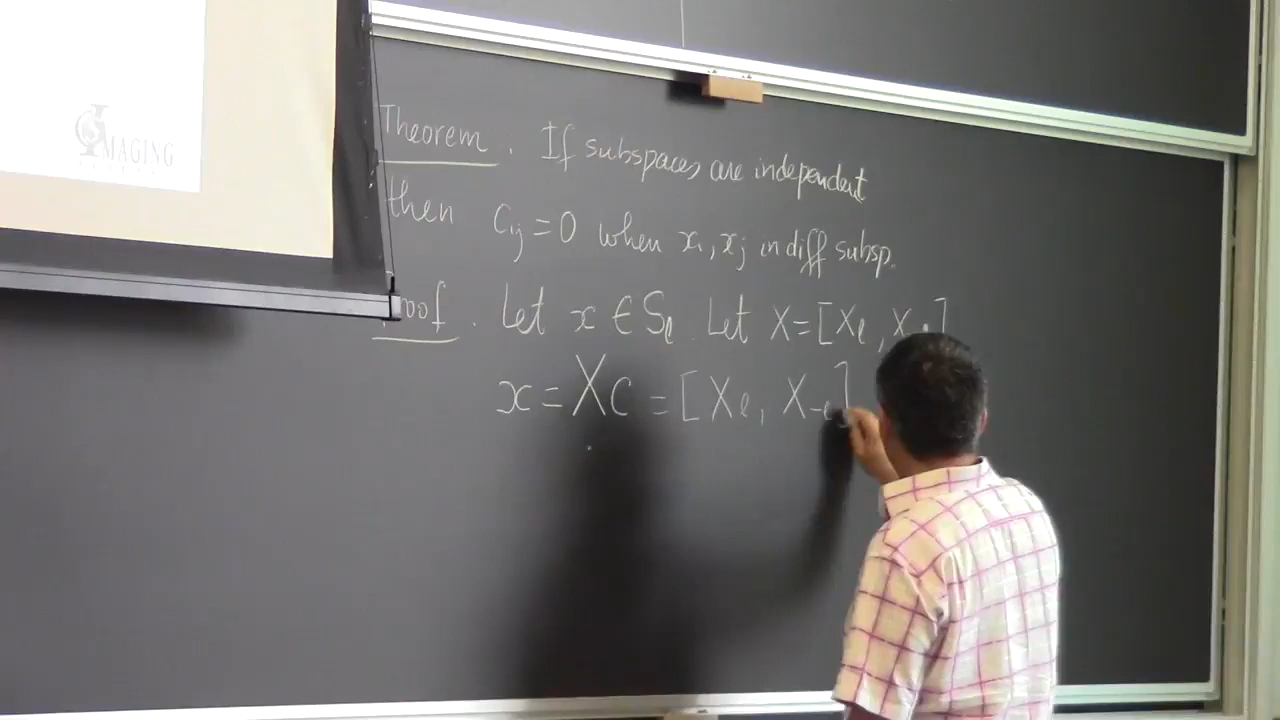 IMAGING
Theorem. If subspaces are independent
then Cij = 0 when xi, xj in diff subsp.
Proof. Let x ∈ Sℓ. Let X = [Xℓ, X-ℓ]
x = Xc = [Xℓ, X-ℓ]